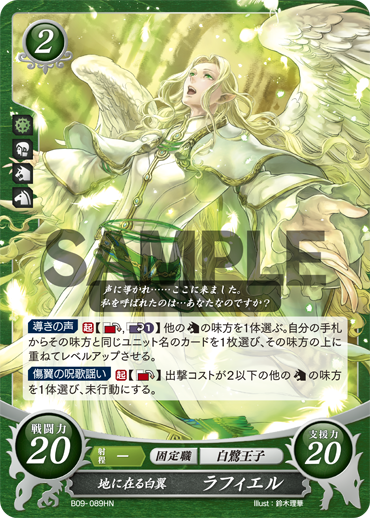 2
SAMPLE
声に導かれ……ここに来ました。
私を呼ばれたのは…あなたなのですか?
導きの声 起【 、 1】他の の味方を1体選ぶ。自分の手札
からその味方と同じユニット名のカードを1枚選び、その味方の上に
重ねてレベルアップさせる。
傷翼の呪歌謡い 起【 】出撃コストが2以下の他の の味方
を1体選び、未行動にする。
戦闘力
20
射程
—
固定職
白鷺王子
支援力
20
地に在る白翼 ラフィエル
B09-089HN
Illust:鈴木理華